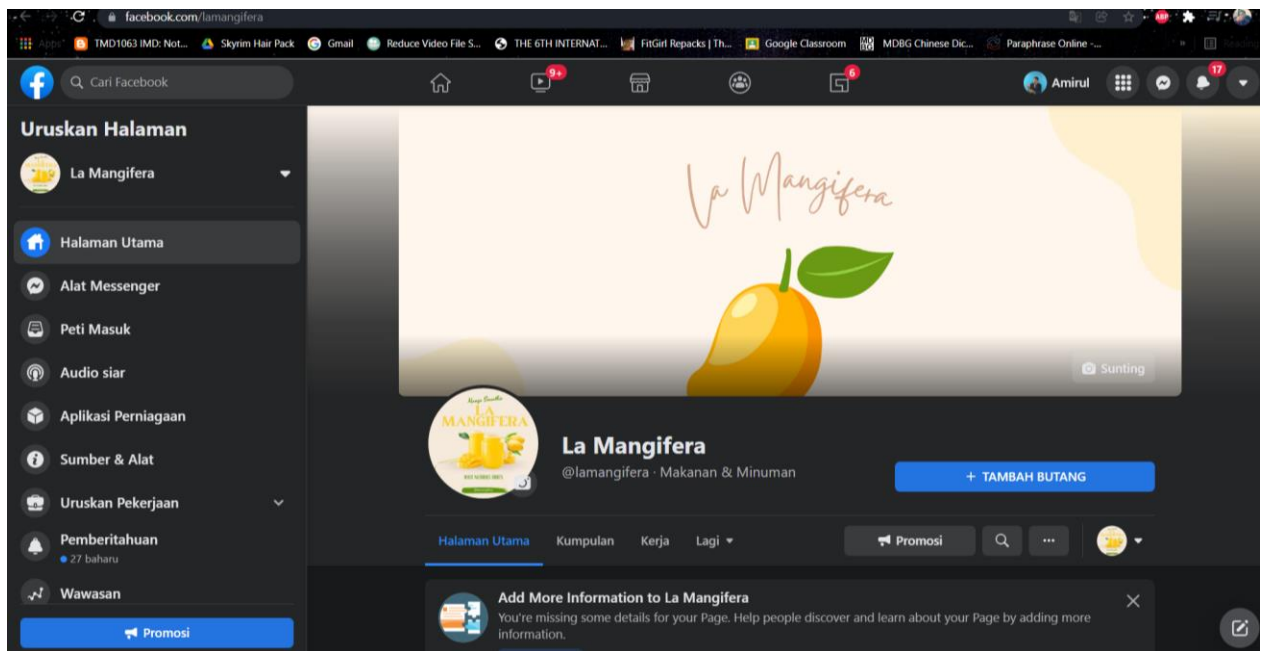 facebook.com/lamangifera
ABP
Apps
TMD1063 IMD: Not...
Skyrim Hair Pack
Gmail
Reduce Video File S...
THE 6TH INTERNAT...
FitGirl Repacks | Th...
Google Classroom
MDBG Chinese Dic...
Paraphrase Online -...
Reading
Cari Facebook
9+
6
Amirul
17
Uruskan Halaman
La Mangifera
Halaman Utama
Alat Messenger
Peti Masuk
Audio siar
Aplikasi Perniagaan
Sumber & Alat
Uruskan Pekerjaan
Pemberitahuan
27 baharu
Wawasan
Promosi
La Mangifera
Sunting
LA
MANGIFERA
La Mangifera
@lamangifera · Makanan & Minuman
+ TAMBAH BUTANG
Halaman Utama
Kumpulan
Kerja
Lagi
Promosi
Add More Information to La Mangifera
You're missing some details for your Page. Help people discover and learn about your Page by adding more
information.